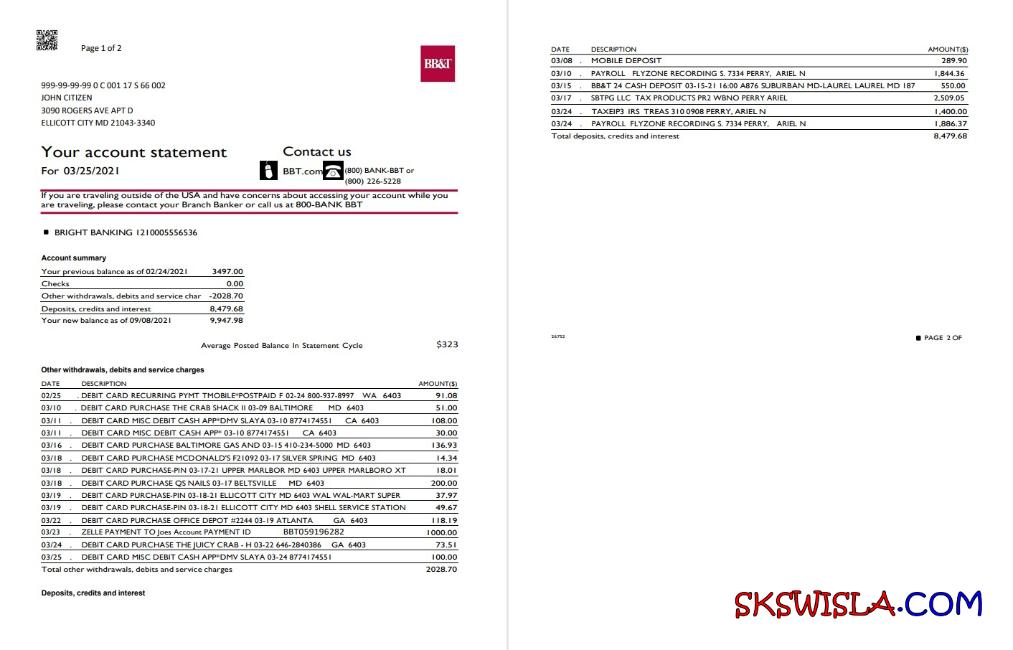 Page 1 of 2
BB&T
999-99-99-99 0 C 001 17 S 66 002
JOHN CITIZEN
3090 ROGERS AVE APT D
ELLICOTT CITY MD 21043-3340
Your account statement
For 03/25/2021
Contact us
BBT.com (800) BANK-BBT or
(800) 226-5228
If you are traveling outside of the USA and have concerns about accessing your account while you
are traveling, please contact your Branch Banker or call us at 800-BANK BBT
■ BRIGHT BANKING 1210005556536
Account summary
Your previous balance as of 02/24/2021 3497.00
Checks 0.00
Other withdrawals, debits and service char -2028.70
Deposits, credits and interest 8,479.68
Your new balance as of 09/08/2021 9,947.98
Average Posted Balance In Statement Cycle $323
Other withdrawals, debits and service charges
DATE DESCRIPTION AMOUNT($)
02/25 . DEBIT CARD RECURRING PYMT TMOBILE*POSTPAID F 02-24 800-937-8997 WA 6403 91.08
03/10 . DEBIT CARD PURCHASE THE CRAB SHACK II 03-09 BALTIMORE MD 6403 51.00
03/11 . DEBIT CARD MISC DEBIT CASH APP*DMV SLAYA 03-10 8774174551 CA 6403 108.00
03/11 . DEBIT CARD MISC DEBIT CASH APP* 03-10 8774174551 CA 6403 30.00
03/16 . DEBIT CARD PURCHASE BALTIMORE GAS AND 03-15 410-234-5000 MD 6403 136.93
03/18 . DEBIT CARD PURCHASE MCDONALD'S F21092 03-17 SILVER SPRING MD 6403 14.34
03/18 . DEBIT CARD PURCHASE-PIN 03-17-21 UPPER MARLBOR MD 6403 UPPER MARLBORO XT 18.01
03/18 . DEBIT CARD PURCHASE QS NAILS 03-17 BELTSVILLE MD 6403 200.00
03/19 . DEBIT CARD PURCHASE-PIN 03-18-21 ELLICOTT CITY MD 6403 WAL WAL-MART SUPER 37.97
03/19 . DEBIT CARD PURCHASE-PIN 03-18-21 ELLICOTT CITY MD 6403 SHELL SERVICE STATION 49.67
03/22 . DEBIT CARD PURCHASE OFFICE DEPOT #2244 03-19 ATLANTA GA 6403 118.19
03/23 . ZELLE PAYMENT TO Joes Account PAYMENT ID BBT059196282 1000.00
03/24 . DEBIT CARD PURCHASE THE JUICY CRAB - H 03-22 646-2840386 GA 6403 73.51
03/25 . DEBIT CARD MISC DEBIT CASH APP*DMV SLAYA 03-24 8774174551 100.00
Total other withdrawals, debits and service charges 2028.70
Deposits, credits and interest
DATE DESCRIPTION AMOUNT($)
03/08 . MOBILE DEPOSIT 289.90
03/10 . PAYROLL FLYZONE RECORDING S. 7334 PERRY, ARIEL N 1,844.36
03/15 . BB&T 24 CASH DEPOSIT 03-15-21 16:00 A876 SUBURBAN MD-LAUREL LAUREL MD 187 550.00
03/17 . SBTPG LLC TAX PRODUCTS PR2 WBNO PERRY ARIEL 2,509.05
03/24 . TAXEIP3 IRS TREAS 310 0908 PERRY, ARIEL N 1,400.00
03/24 . PAYROLL FLYZONE RECORDING S. 7334 PERRY, ARIEL N 1,886.37
Total deposits, credits and interest 8,479.68
■ PAGE 2 OF
SKSWISLA.COM